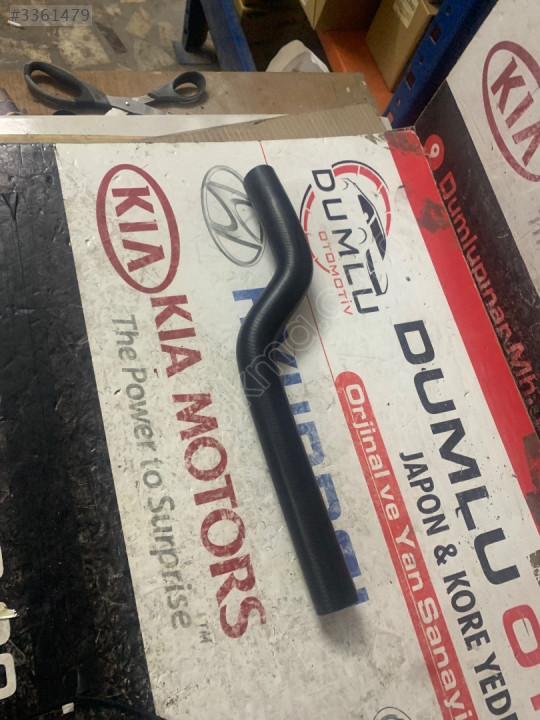 #3361479
KIA
KIA MOTORS
The Power to Surprise
TM
DUMLU
OTOMOTİV
HYUNDAI
KIA
Dumlupınar Mh
DUMLU
JAPON & KORE YED
Orjinal ve Yan Sanayi